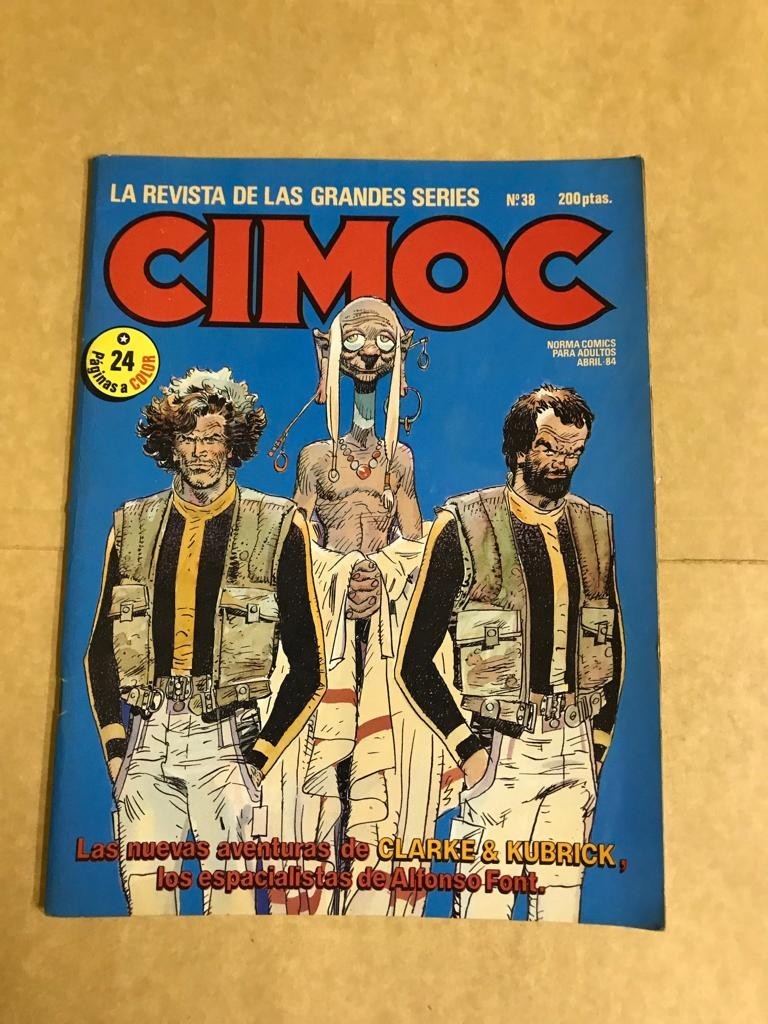 LA REVISTA DE LAS GRANDES SERIES Nº38 200ptas.
CIMOC
NORMA COMICS
PARA ADULTOS
ABRIL-84
24
Páginas a COLOR
Las nuevas aventuras de CLARKE & KUBRICK,
los espacialistas de Alfonso Font.